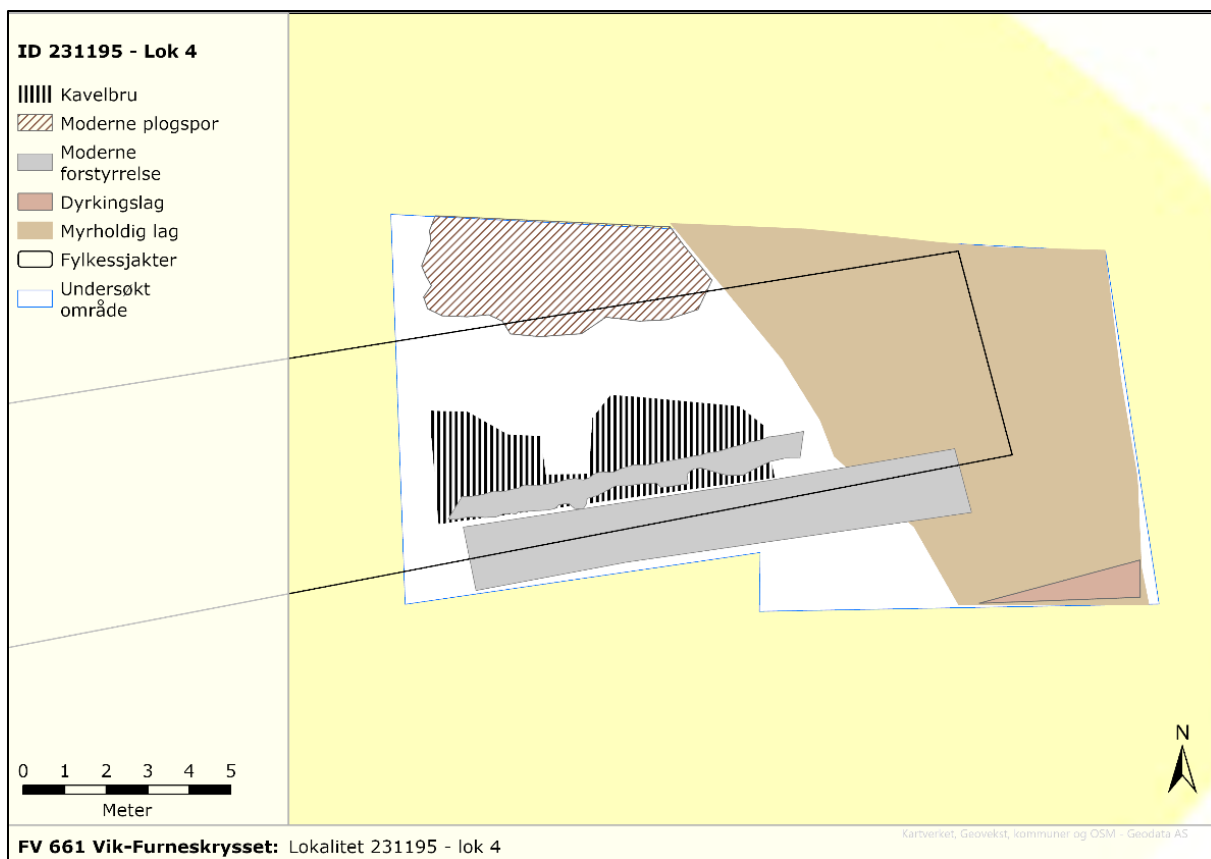 ID 231195 - Lok 4
Kavelbru
Moderne plogspor
Moderne
forstyrrelse
Dyrkingslag
Myrholdig lag
Fylkessjakter
Undersøkt
område
0 1 2 3 4 5
Meter
N
Kartverket, Geovekst, kommuner og OSM - Geodata AS
FV 661 Vik-Furneskrysset: Lokalitet 231195 - lok 4